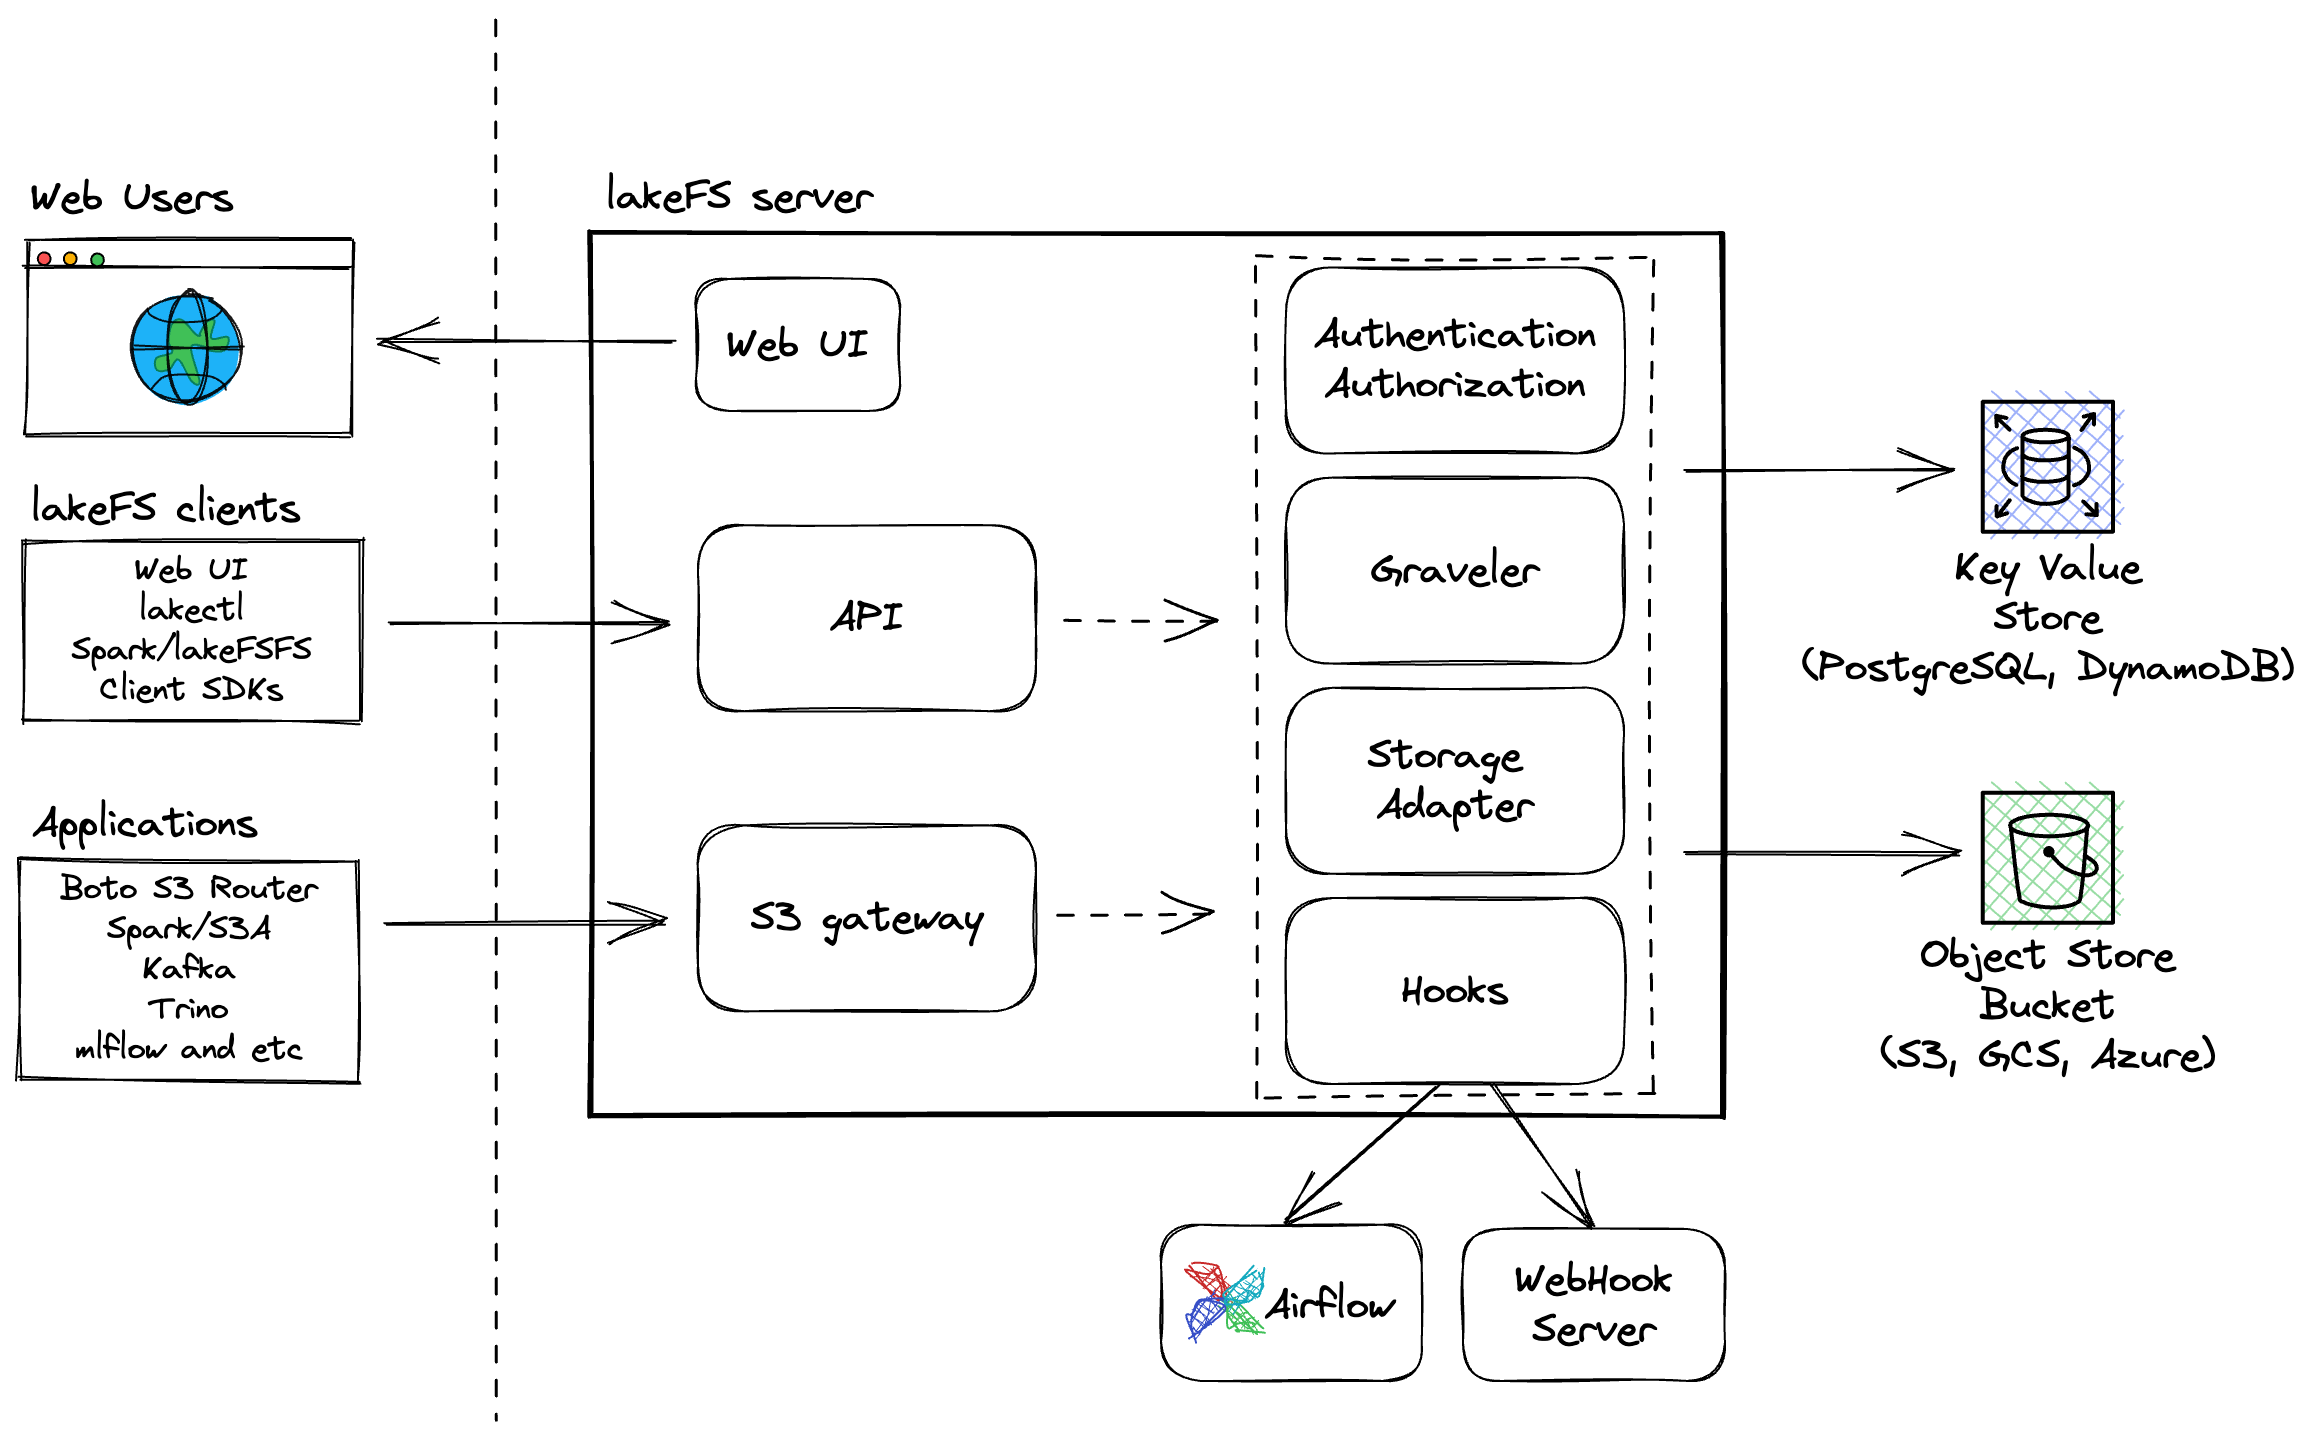 Web Users
lakeFS clients
Web UI
lakectl
Spark/lakeFSFS
Client SDKs
Applications
Boto S3 Router
Spark/S3A
Kafka
Trino
mlflow and etc
lakeFS server
Web UI
API
S3 gateway
Authentication
Authorization
Graveler
Storage
Adapter
Hooks
Airflow
WebHook
Server
Key Value
Store
(PostgreSQL, DynamoDB)
Object Store
Bucket
(S3, GCS, Azure)